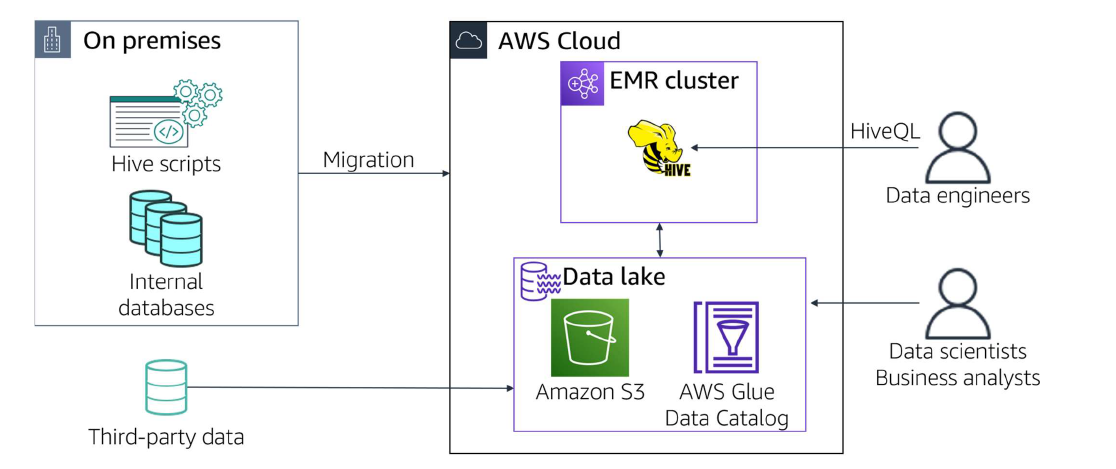 On premises
Hive scripts
Internal
databases
Migration
Third-party data
AWS Cloud
EMR cluster
HIVE
HiveQL
Data engineers
Data lake
Amazon S3
AWS Glue
Data Catalog
Data scientists
Business analysts